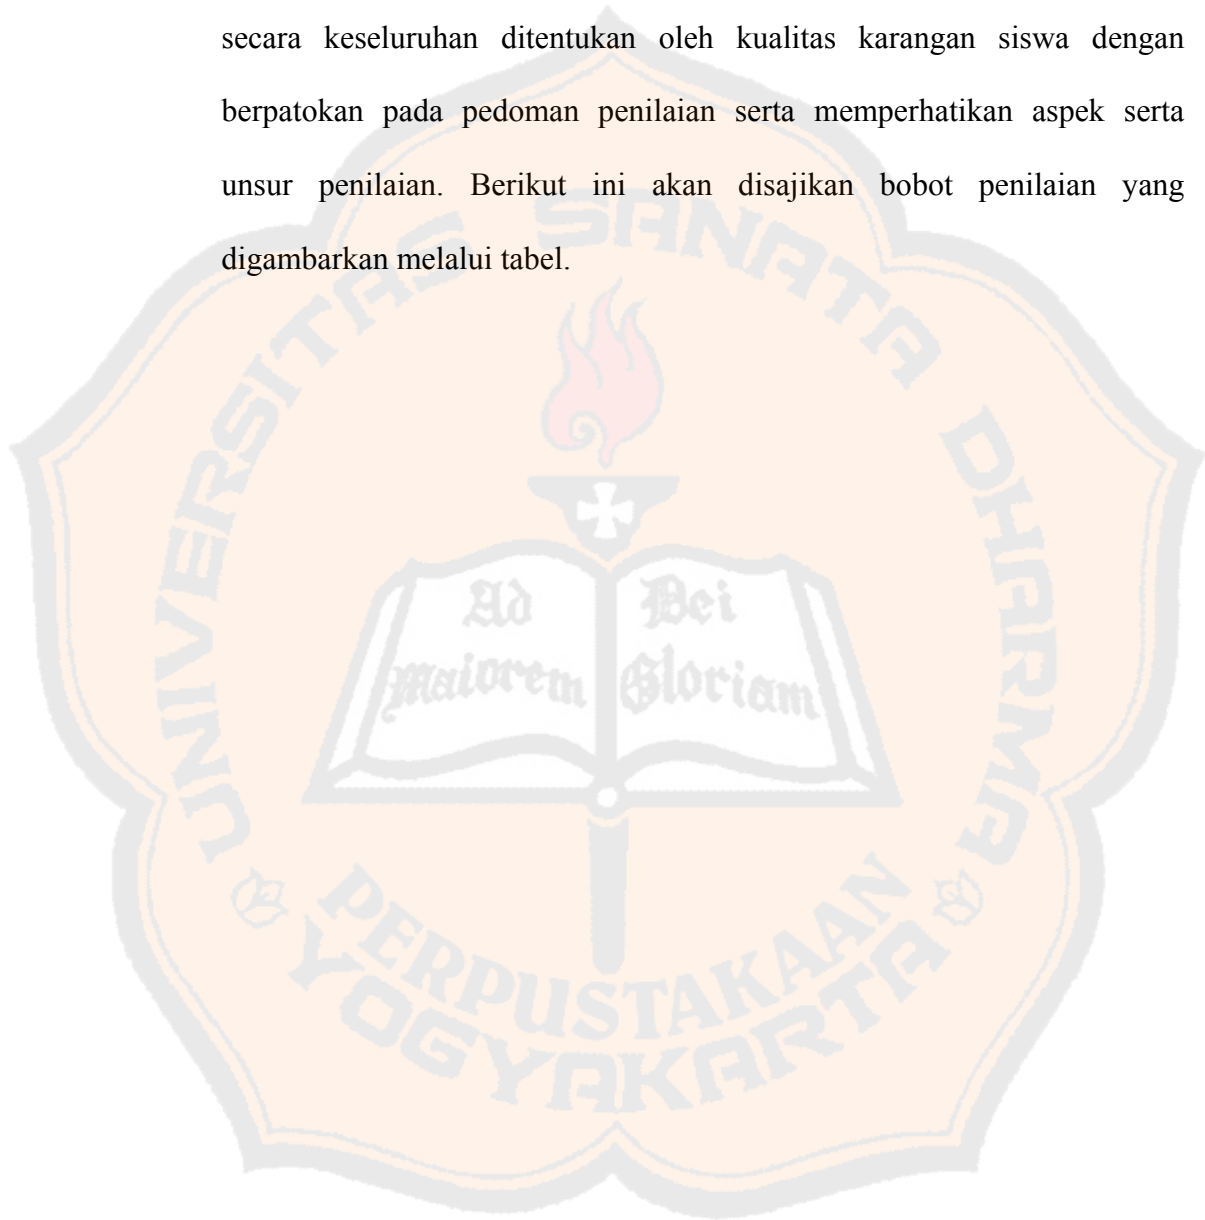 secara keseluruhan ditentukan oleh kualitas karangan siswa dengan
berpatokan pada pedoman penilaian serta memperhatikan aspek serta
unsur penilaian. Berikut ini akan disajikan bobot penilaian yang
digambarkan melalui tabel.
UNIVERSITAS SANATA DHARMA
Ad
Maiorem
Dei
Gloriam
PERPUSTAKAAN
YOGYAKARTA